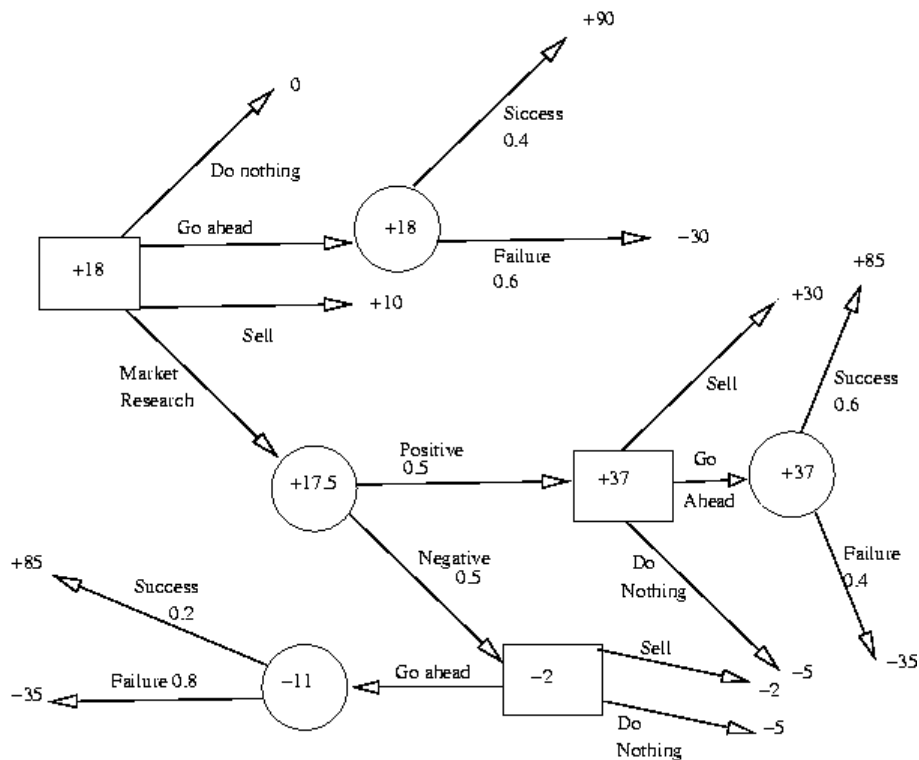 +90
0
Siccess
0.4
Do nothing
Go ahead
+18
−30
Failure
0.6
+18
+10
Sell
+85
+30
Market
Research
Sell
Success
0.6
Positive
0.5
+17.5
+37
Go
Ahead
+37
Negative
0.5
Do
Nothing
Failure
0.4
+85
Success
0.2
Sell
−5
−35
−2
Go ahead
−2
−11
Failure 0.8
−35
Do
Nothing
−5